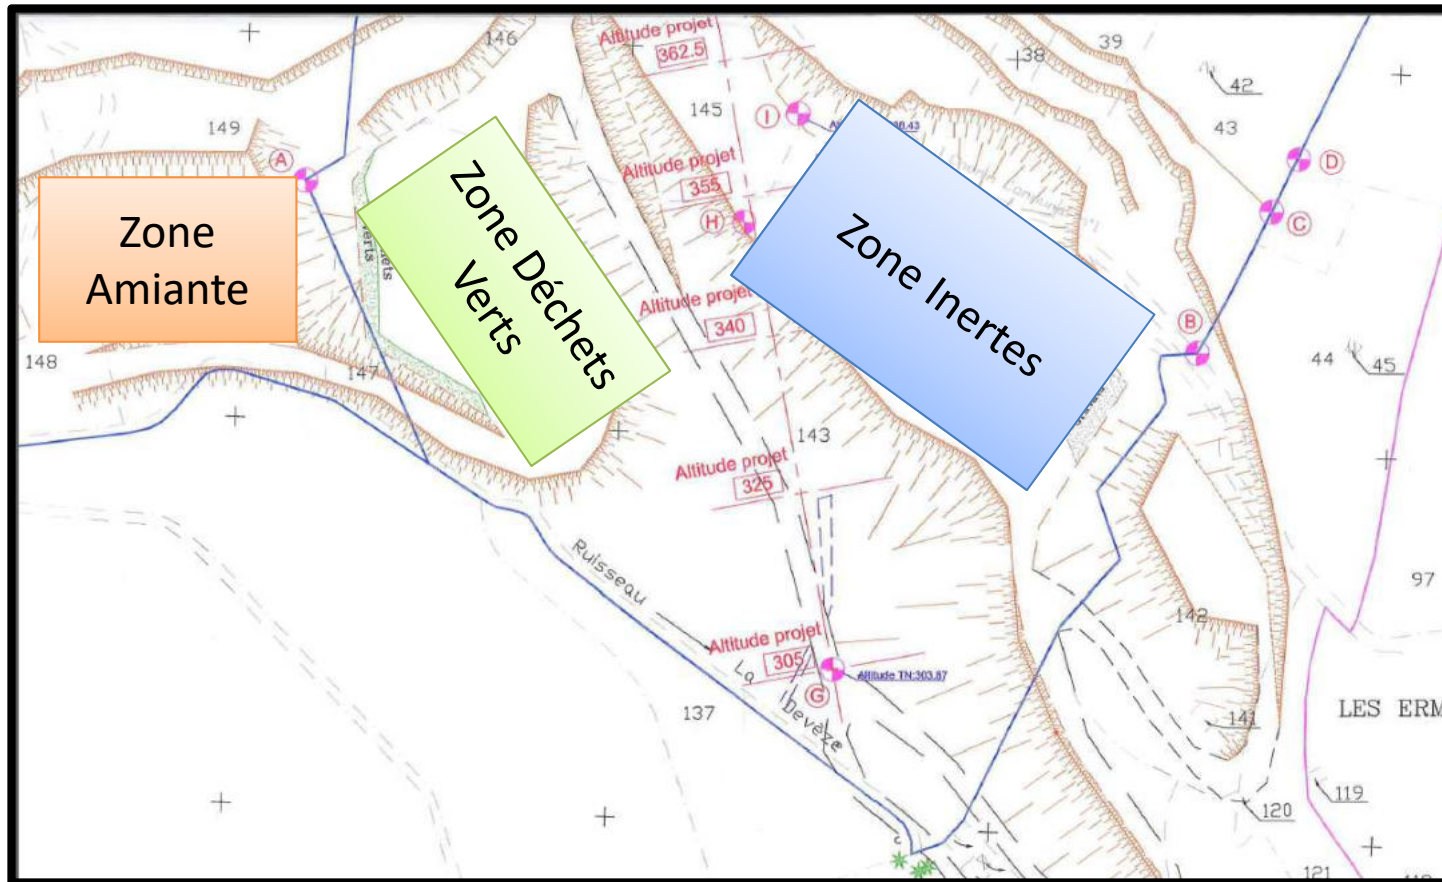 Altitude projet
362.5
146
39
38
42
43
149
145
A
I
D
C
Altitude projet
355
H
Zone
Amiante
verts
Zone Déchets
Verts
Zone Inertes
Altitude projet
340
B
148
147
44
45
143
Altitude projet
325
Ruisseau
La
Devèze
97
142
Altitude projet
305
Altitude TN:303.87
G
137
141
LES ERM
119
120
121